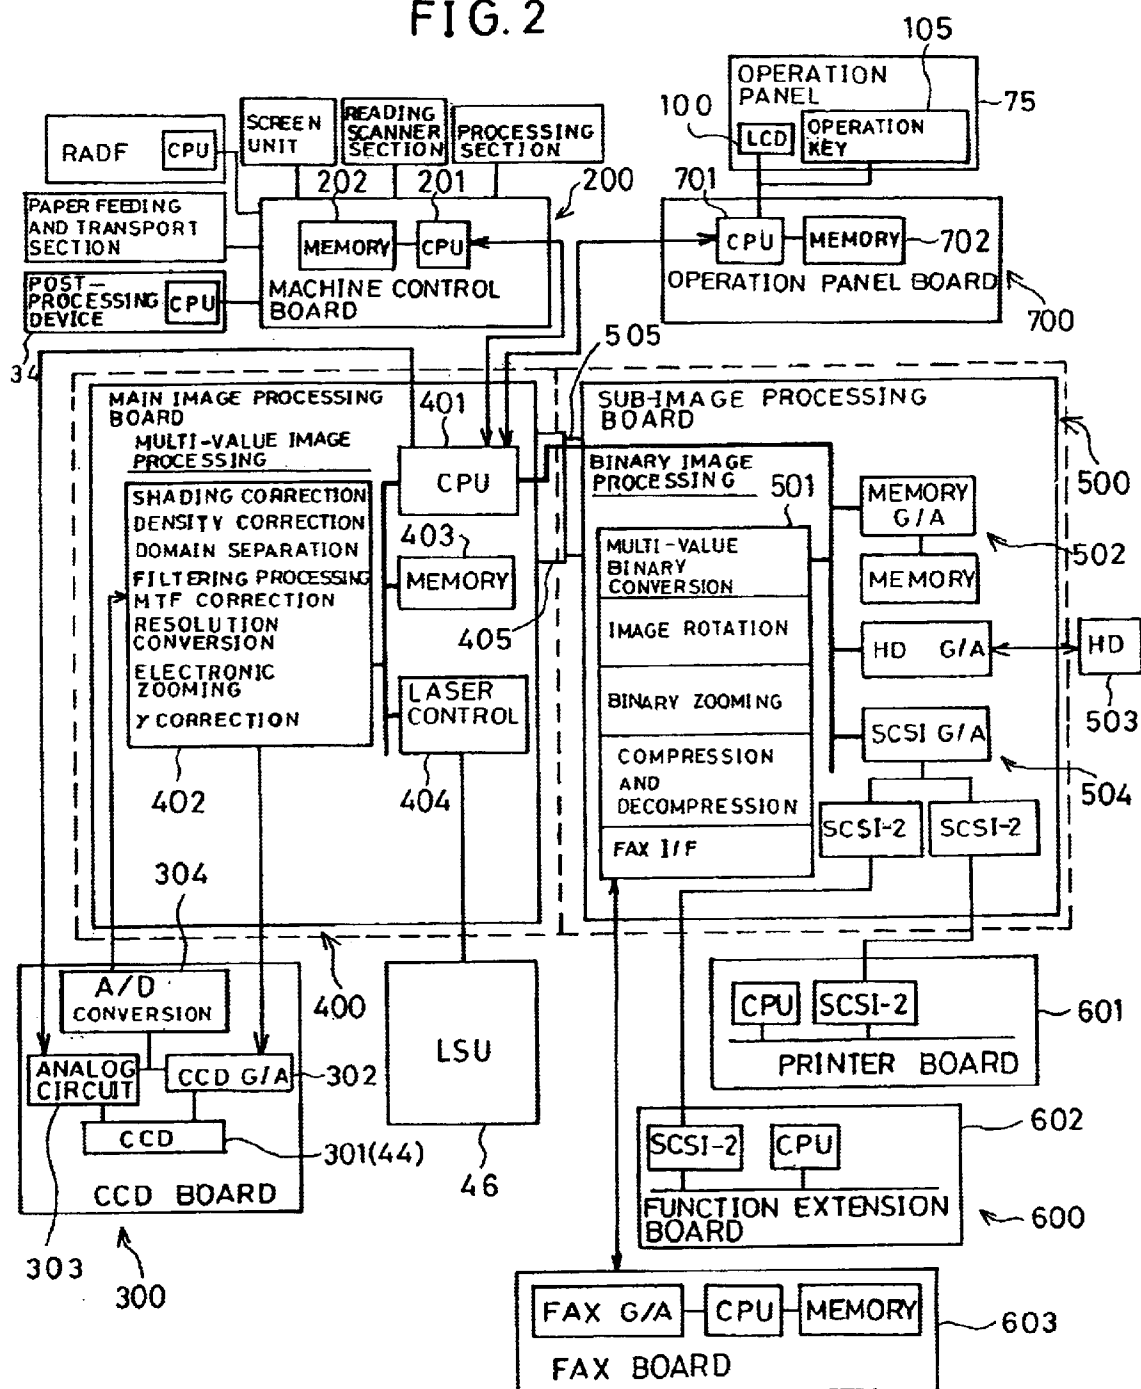 FIG. 2
105
OPERATION
PANEL
75
100
LCD
OPERATION
KEY
RADF
CPU
SCREEN
UNIT
READING
SCANNER
SECTION
PROCESSING
SECTION
202
201
200
PAPER FEEDING
AND TRANSPORT
SECTION
MEMORY
CPU
MACHINE CONTROL
BOARD
POST-
PROCESSING
DEVICE
CPU
34
701
CPU
MEMORY
702
OPERATION PANEL BOARD
700
505
MAIN IMAGE PROCESSING
BOARD
401
MULTI-VALUE IMAGE
PROCESSING
CPU
SHADING CORRECTION
DENSITY CORRECTION
DOMAIN SEPARATION
FILTERING PROCESSING
MTF CORRECTION
RESOLUTION
CONVERSION
ELECTRONIC
ZOOMING
γ CORRECTION
403
MEMORY
405
LASER
CONTROL
402
404
SUB-IMAGE PROCESSING
BOARD
500
BINARY IMAGE
PROCESSING
501
MULTI-VALUE
BINARY
CONVERSION
IMAGE ROTATION
BINARY ZOOMING
COMPRESSION
AND
DECOMPRESSION
FAX I/F
MEMORY
G/A
502
MEMORY
HD G/A
HD
503
SCSI G/A
504
SCSI-2
SCSI-2
304
A/D
CONVERSION
400
ANALOG
CIRCUIT
CCD G/A
302
CCD
301(44)
CCD BOARD
303
300
LSU
46
CPU
SCSI-2
601
PRINTER BOARD
602
SCSI-2
CPU
FUNCTION EXTENSION
BOARD
600
FAX G/A
CPU
MEMORY
603
FAX BOARD